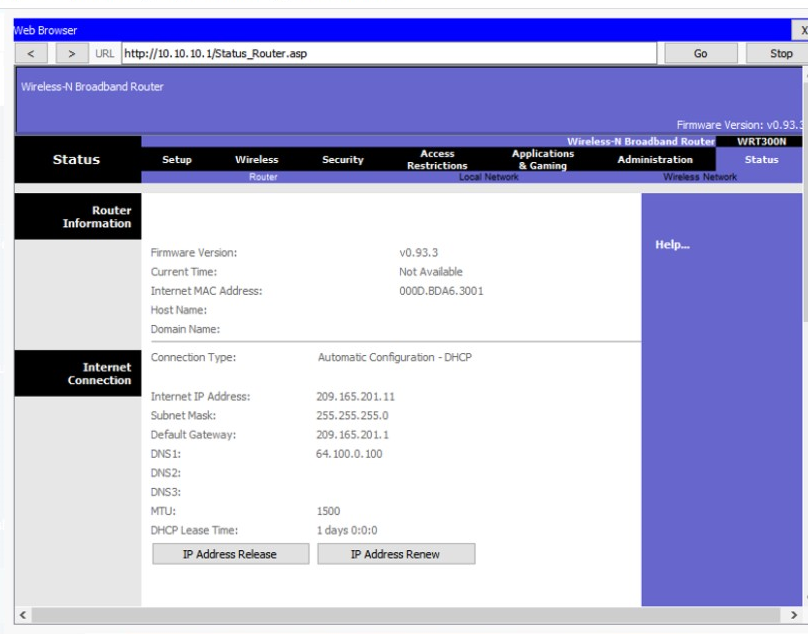 Web Browser X
< > URL http://10.10.10.1/Status_Router.asp Go Stop
Wireless-N Broadband Router
Firmware Version: v0.93.3
Wireless-N Broadband Router WRT300N
Status Setup Wireless Security Access Restrictions Applications & Gaming Administration Status
Router Local Network Wireless Network
Router Information
Help...
Firmware Version: v0.93.3
Current Time: Not Available
Internet MAC Address: 000D.BDA6.3001
Host Name:
Domain Name:
Internet Connection
Connection Type: Automatic Configuration - DHCP
Internet IP Address: 209.165.201.11
Subnet Mask: 255.255.255.0
Default Gateway: 209.165.201.1
DNS1: 64.100.0.100
DNS2:
DNS3:
MTU: 1500
DHCP Lease Time: 1 days 0:0:0
IP Address Release IP Address Renew